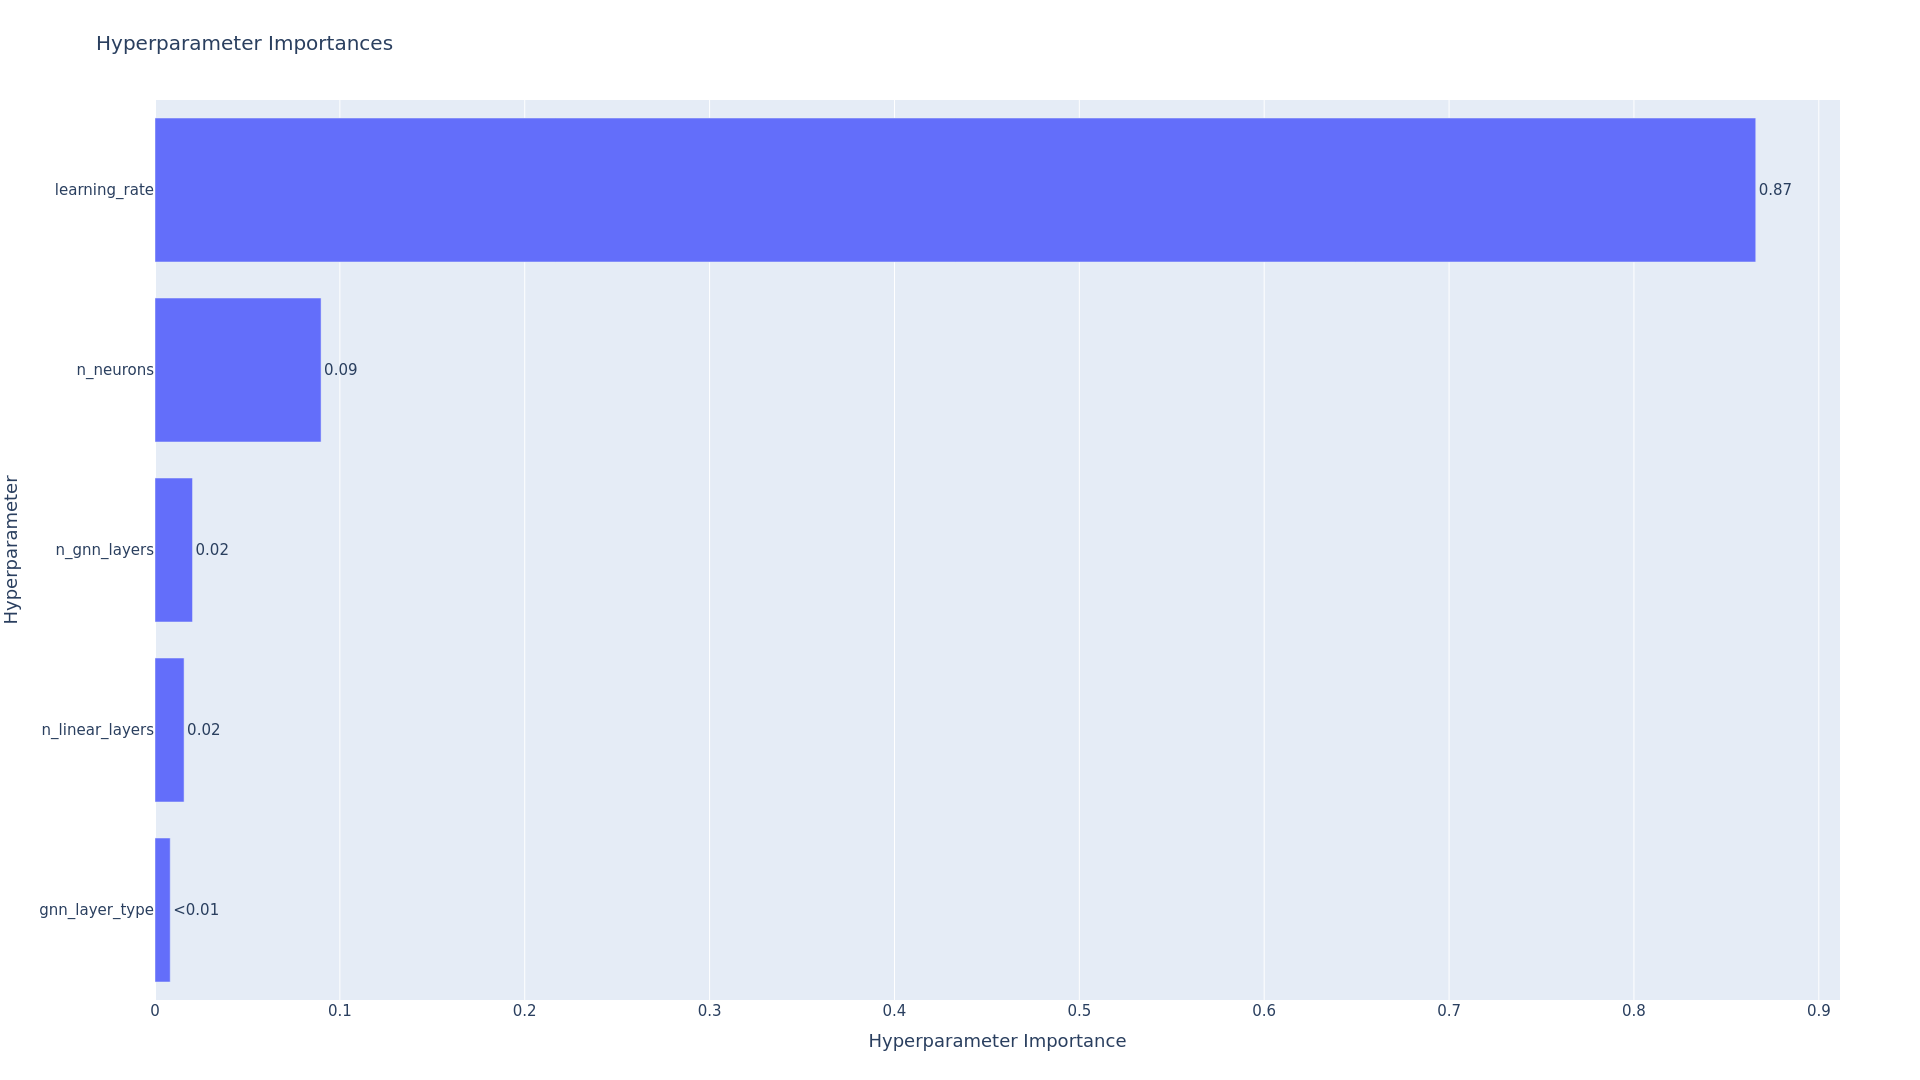 Hyperparameter Importances
learning_rate
0.87
n_neurons
0.09
n_gnn_layers
0.02
n_linear_layers
0.02
gnn_layer_type
<0.01
Hyperparameter
0 0.1 0.2 0.3 0.4 0.5 0.6 0.7 0.8 0.9
Hyperparameter Importance